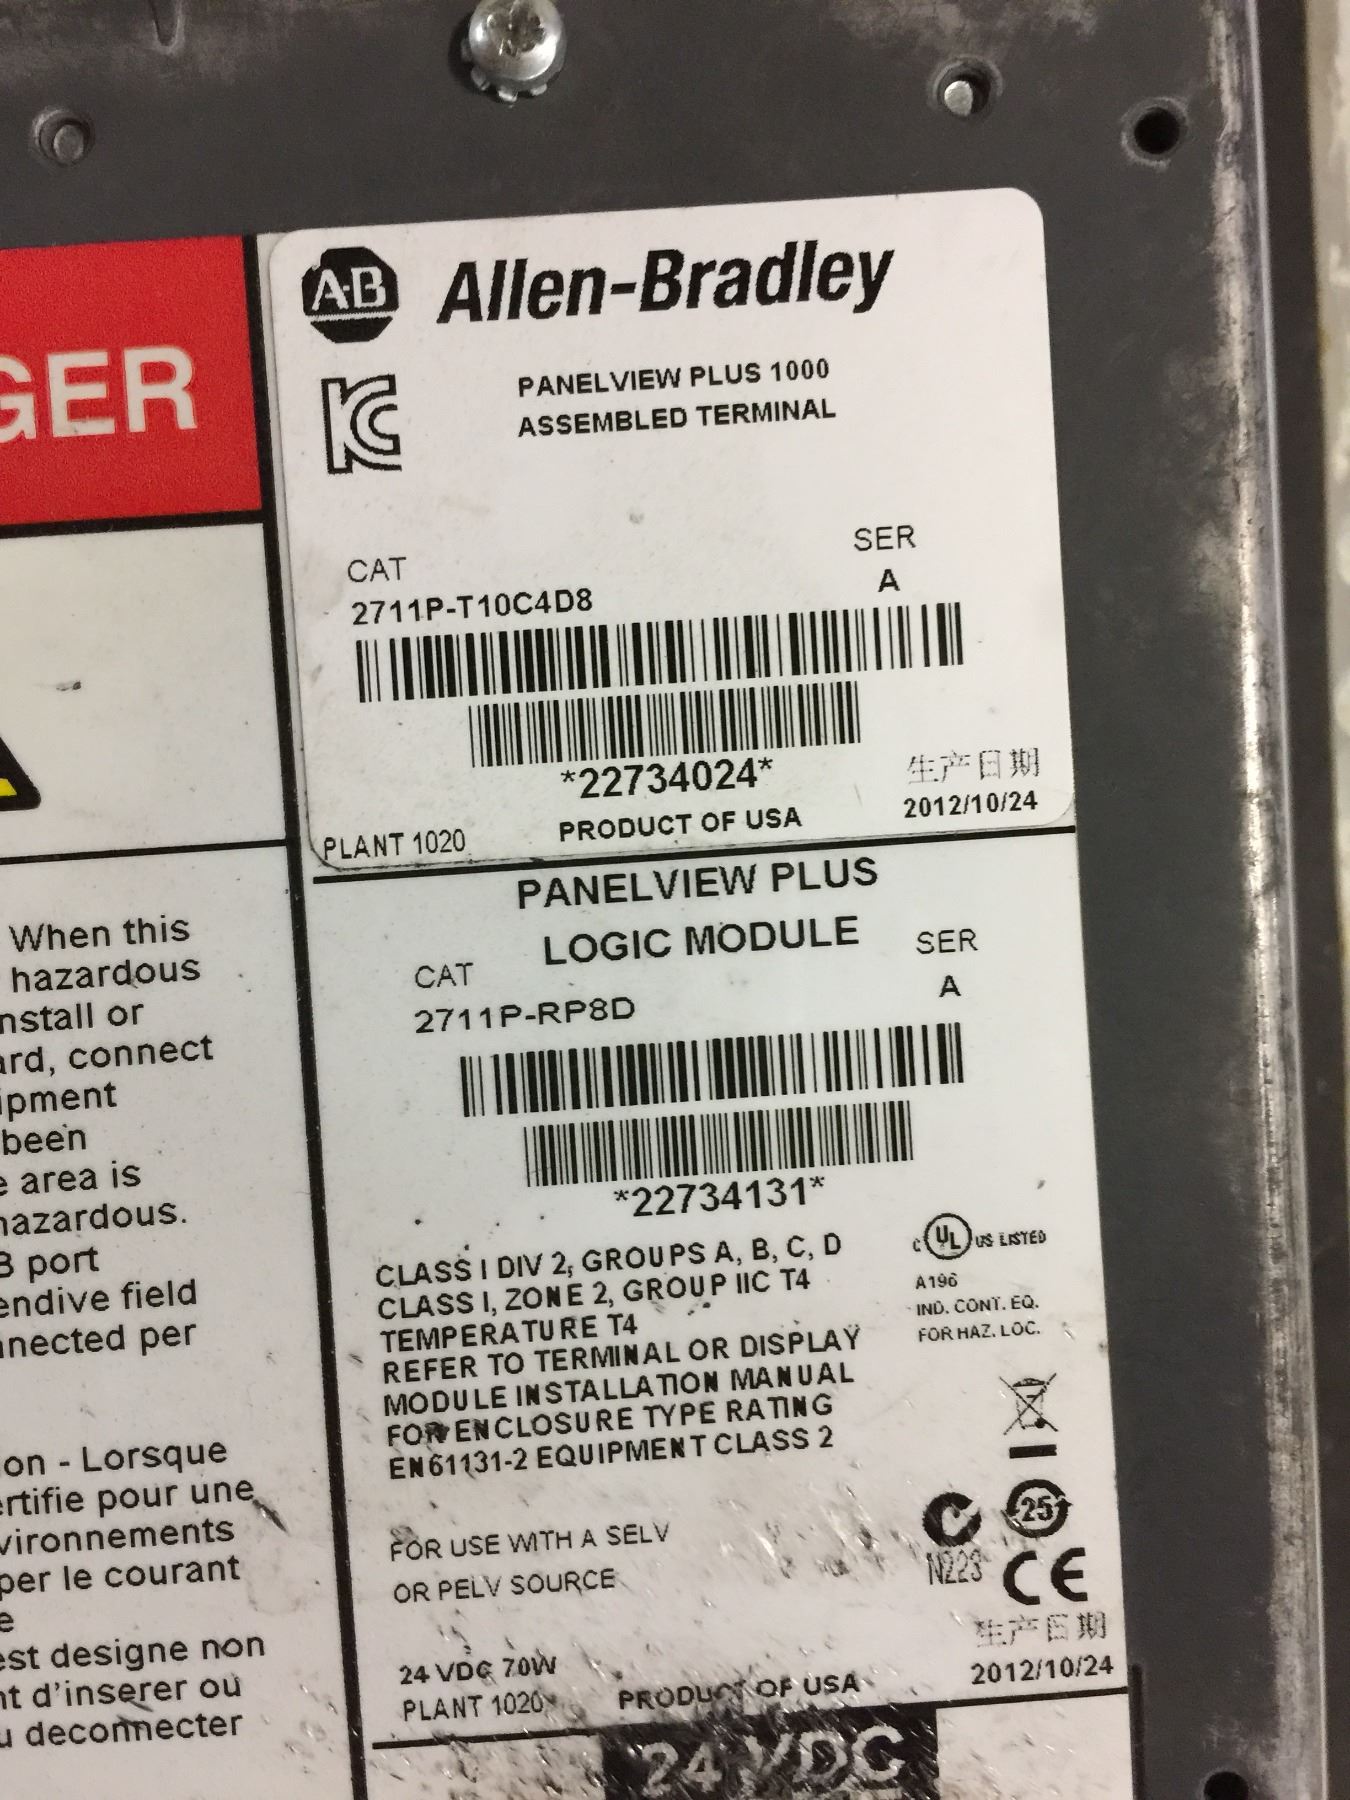 GER
When this
hazardous
nstall or
ard, connect
ipment
been
e area is
hazardous.
B port
endive field
nnected per
on - Lorsque
ertifie pour une
vironnements
per le courant
e
est designe non
nt d'inserer ou
u deconnecter
A-B Allen-Bradley
KC
PANELVIEW PLUS 1000
ASSEMBLED TERMINAL
CAT SER
2711P-T10C4D8 A
*22734024*
生产日期
PLANT 1020 PRODUCT OF USA 2012/10/24
PANELVIEW PLUS
LOGIC MODULE
CAT SER
2711P-RP8D A
*22734131*
CLASS I DIV 2, GROUPS A, B, C, D
CLASS I, ZONE 2, GROUP IIC T4
TEMPERATURE T4
REFER TO TERMINAL OR DISPLAY
MODULE INSTALLATION MANUAL
FOR ENCLOSURE TYPE RATING
EN61131-2 EQUIPMENT CLASS 2
C UL US LISTED
A196
IND. CONT. EQ.
FOR HAZ. LOC.
25
N223 CE
FOR USE WITH A SELV
OR PELV SOURCE
生产日期
24 VDC 70W
PLANT 1020 PRODUCT OF USA 2012/10/24
24 VDC